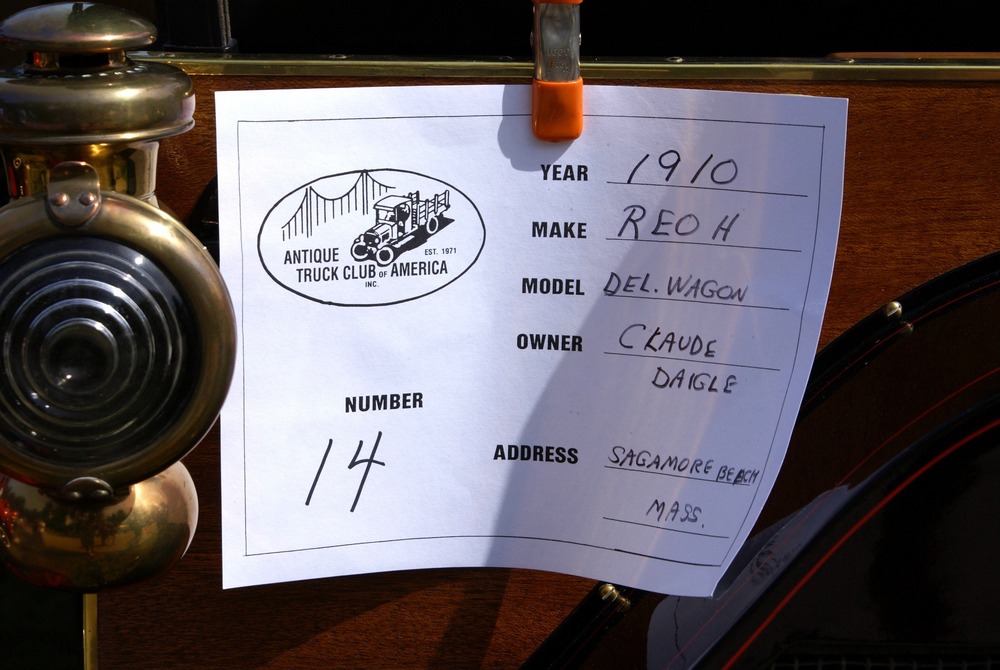 YEAR 1910
MAKE REO H
MODEL DEL. WAGON
OWNER CLAUDE
DAIGLE
ANTIQUE EST. 1971
TRUCK CLUB OF AMERICA
INC.
NUMBER
14
ADDRESS SAGAMORE BEACH
MASS.